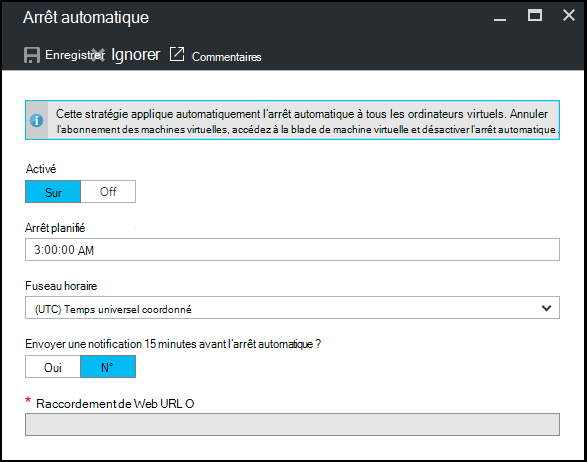 Arrêt automatique
Enregistrer Ignorer Commentaires
Cette stratégie applique automatiquement l'arrêt automatique à tous les ordinateurs virtuels. Annuler
l'abonnement des machines virtuelles, accédez à la blade de machine virtuelle et désactiver l'arrêt automatique.
Activé
Sur Off
Arrêt planifié
3:00:00 AM
Fuseau horaire
(UTC) Temps universel coordonné
Envoyer une notification 15 minutes avant l'arrêt automatique ?
Oui N°
* Raccordement de Web URL O